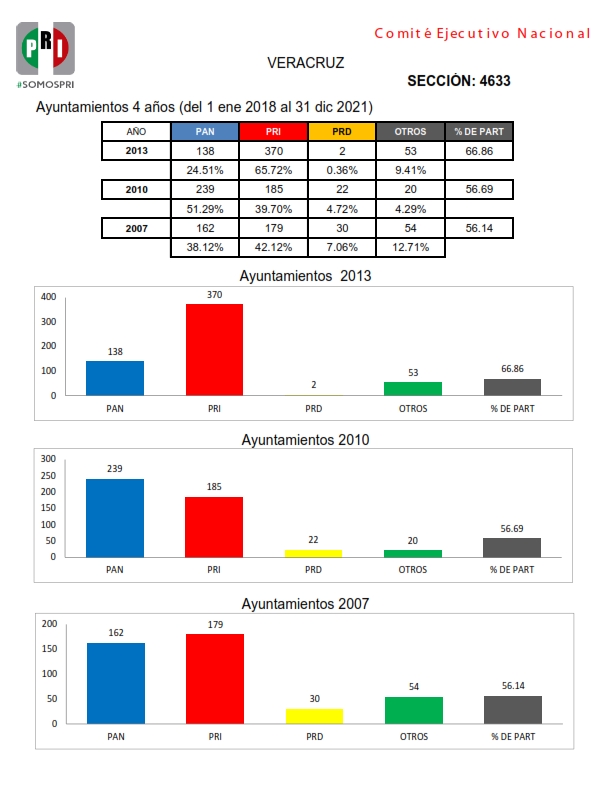 Comité Ejecutivo Nacional
PRI
#SOMOSPRI
VERACRUZ
SECCIÓN: 4633
Ayuntamientos 4 años (del 1 ene 2018 al 31 dic 2021)
AÑO PAN PRI PRD OTROS % DE PART
2013 138 370 2 53 66.86
24.51% 65.72% 0.36% 9.41%
2010 239 185 22 20 56.69
51.29% 39.70% 4.72% 4.29%
2007 162 179 30 54 56.14
38.12% 42.12% 7.06% 12.71%
Ayuntamientos 2013
400
300
200
100
0
138 370 2 53 66.86
PAN PRI PRD OTROS % DE PART
Ayuntamientos 2010
300
250
200
150
100
50
0
239 185 22 20 56.69
PAN PRI PRD OTROS % DE PART
Ayuntamientos 2007
200
150
100
50
0
162 179 30 54 56.14
PAN PRI PRD OTROS % DE PART